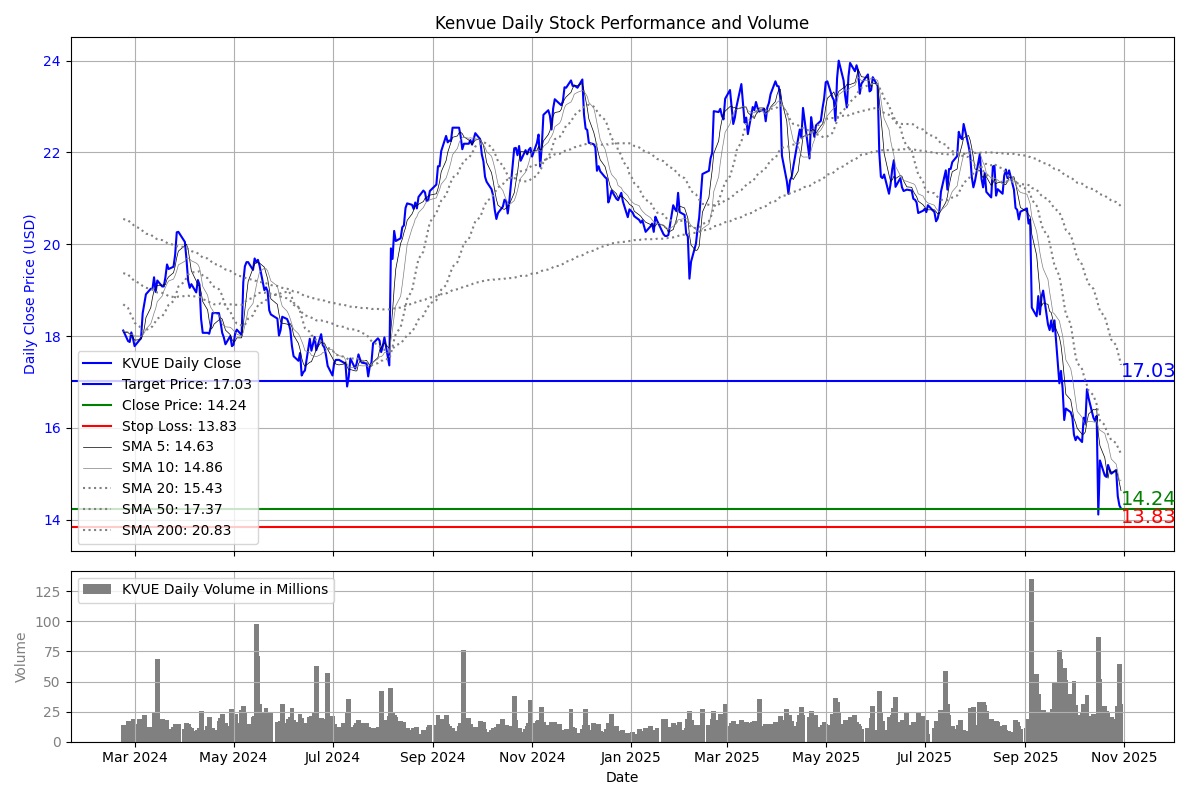 Kenvue Daily Stock Performance and Volume
Daily Close Price (USD)
24
22
20
18
16
14
KVUE Daily Close
Target Price: 17.03
Close Price: 14.24
Stop Loss: 13.83
SMA 5: 14.63
SMA 10: 14.86
SMA 20: 15.43
SMA 50: 17.37
SMA 200: 20.83
17.03
14.24
13.83
Volume
125
100
75
50
25
0
KVUE Daily Volume in Millions
Mar 2024 May 2024 Jul 2024 Sep 2024 Nov 2024 Jan 2025 Mar 2025 May 2025 Jul 2025 Sep 2025 Nov 2025
Date